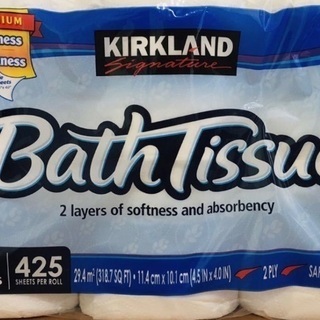 KIRKLAND
Signature
Bath Tissue
2 layers of softness and absorbency
425
SHEETS PER ROLL
29.4 m² (318.7 SQ FT) • 11.4 cm x 10.1 cm (4.5 IN X 4.0 IN)
2 PLY